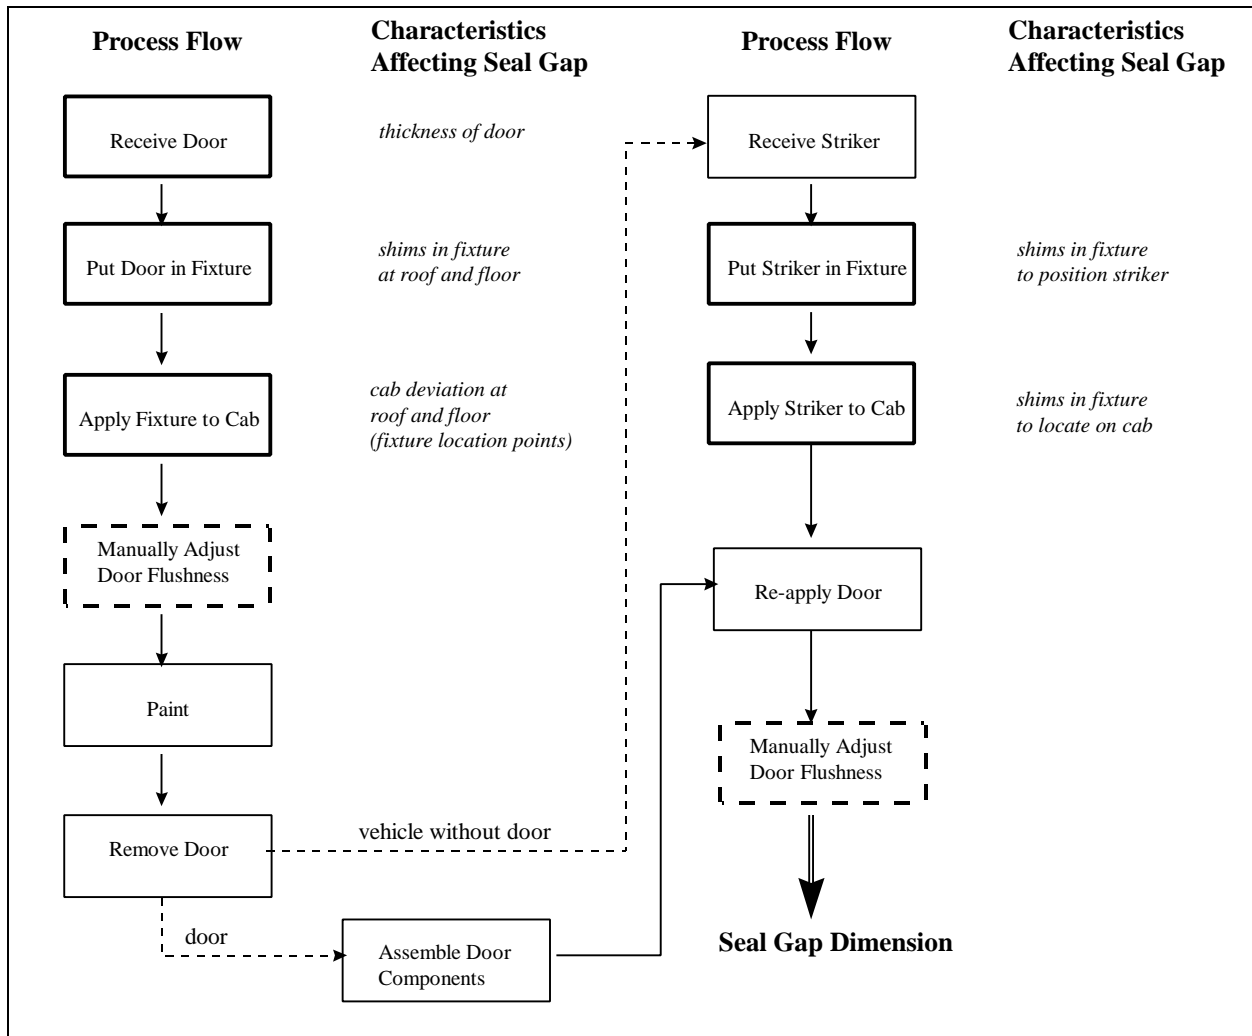 Process Flow
Characteristics
Affecting Seal Gap
Receive Door
thickness of door
Put Door in Fixture
shims in fixture
at roof and floor
Apply Fixture to Cab
cab deviation at
roof and floor
(fixture location points)
Manually Adjust
Door Flushness
Paint
Remove Door
vehicle without door
door
Assemble Door
Components
Process Flow
Characteristics
Affecting Seal Gap
Receive Striker
Put Striker in Fixture
shims in fixture
to position striker
Apply Striker to Cab
shims in fixture
to locate on cab
Re-apply Door
Manually Adjust
Door Flushness
Seal Gap Dimension